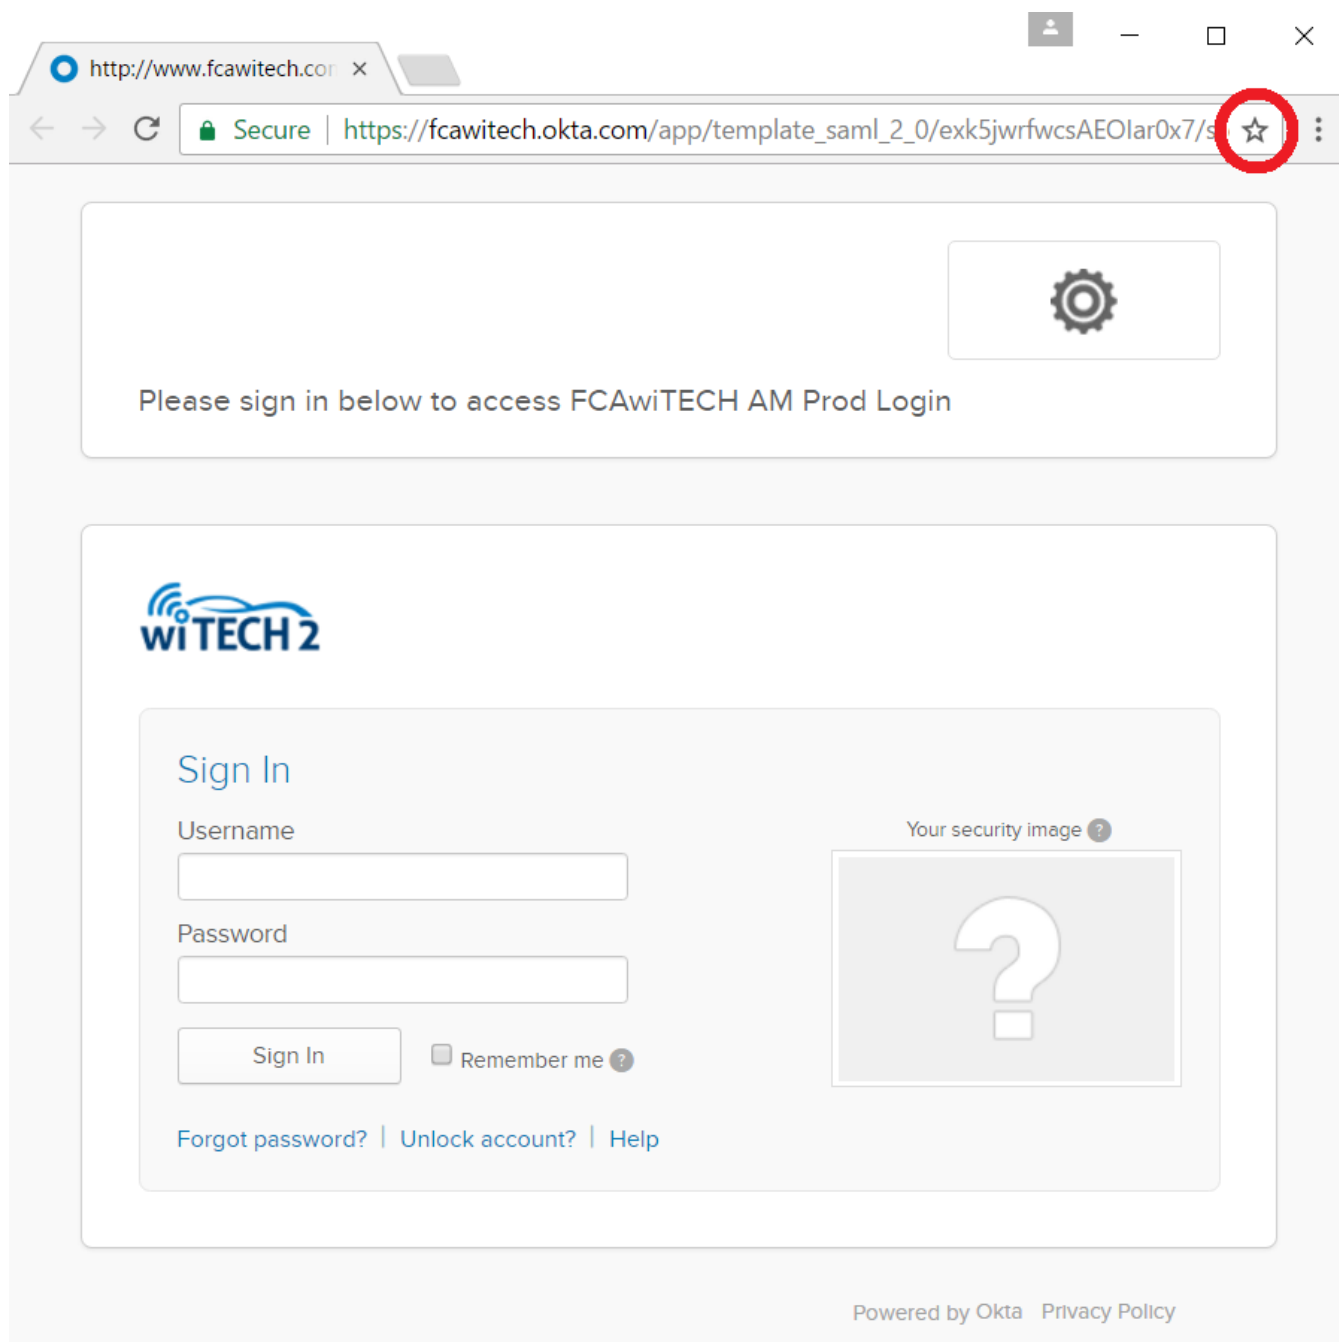 http://www.fcawitech.con
Secure | https://fcawitech.okta.com/app/template_saml_2_0/exk5jwrfwcsAEOIar0x7/s
Please sign in below to access FCAwiTECH AM Prod Login
wiTECH 2
Sign In
Username
Your security image ?
Password
?
Sign In
Remember me ?
Forgot password? | Unlock account? | Help
Powered by Okta Privacy Policy